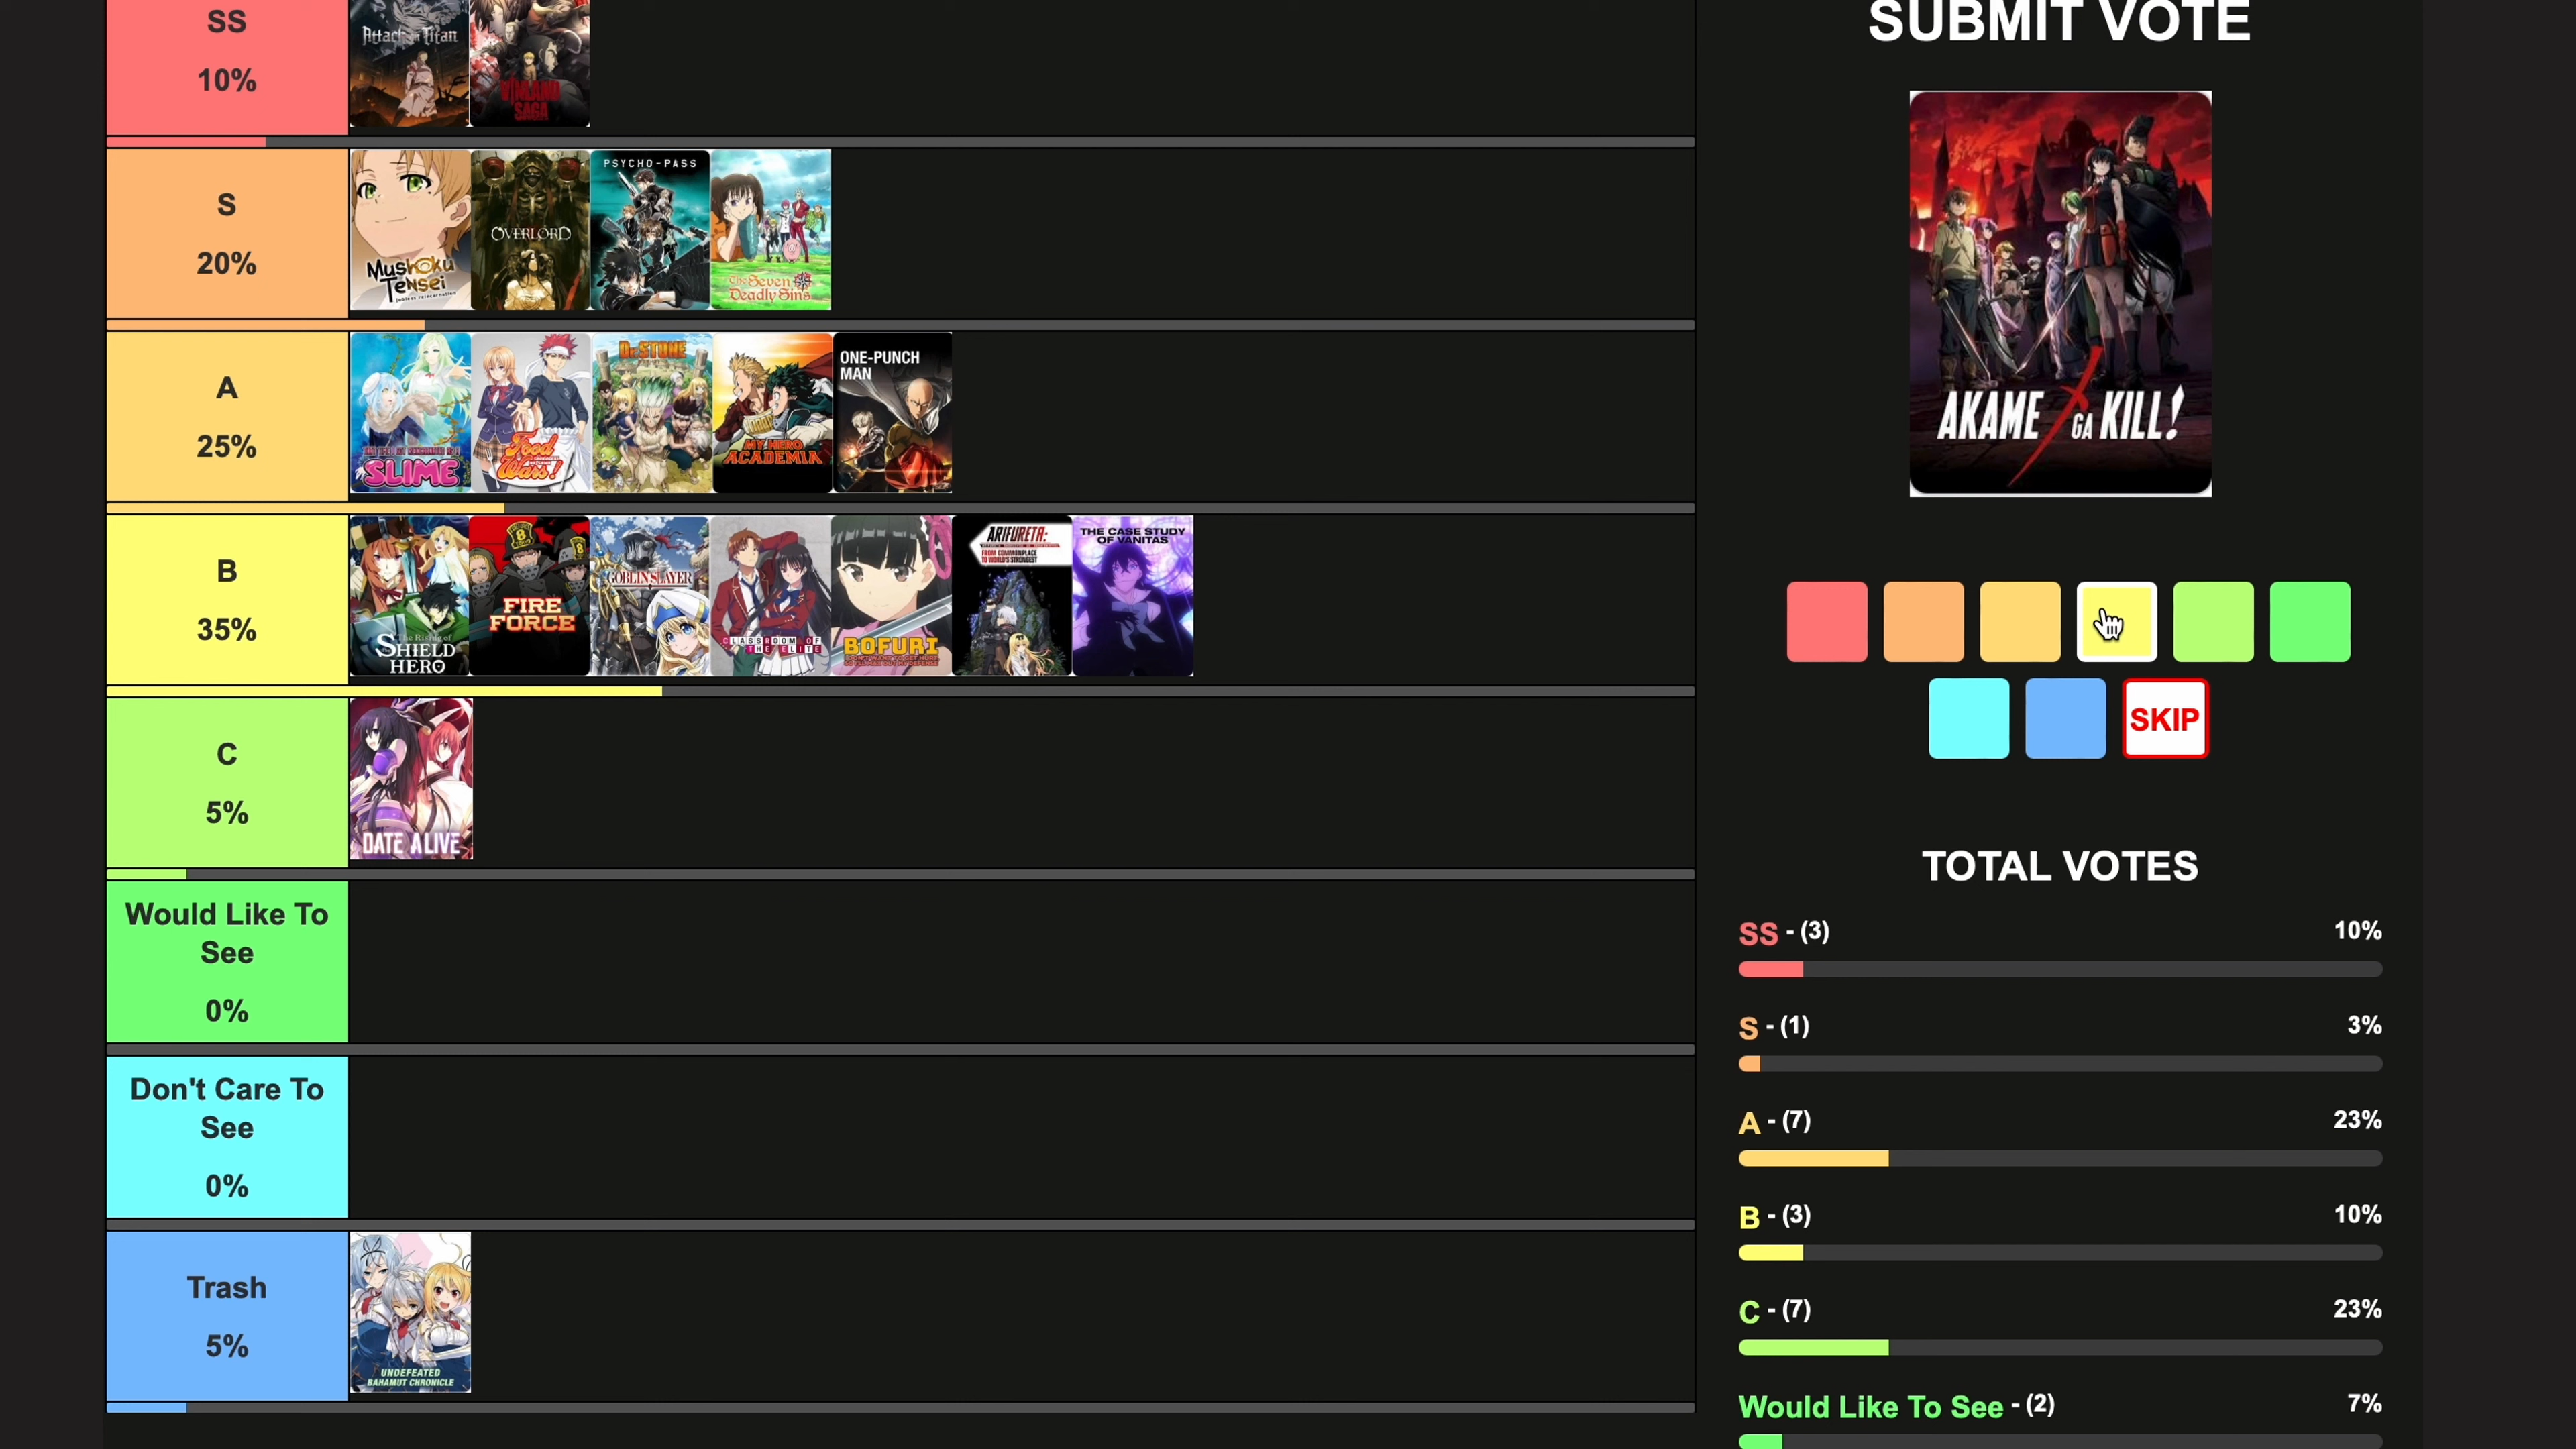 SS
10%
Attack on Titan
VINLAND
SAGA
S
20%
Mushoku
Tensei
jobless reincarnation
OVERLORD
PSYCHO-PASS
The Seven
Deadly Sins
A
25%
SLIME
Food
Wars!
Dr.STONE
MY HERO
ACADEMIA
ONE-PUNCH
MAN
B
35%
The Rising of
SHIELD
HERO
8
8
FIRE
FORCE
GOBLIN SLAYER
CLASSROOM OF
THE ELITE
BOFURI
ARIFURETA:
FROM COMMONPLACE
TO WORLD'S STRONGEST
THE CASE STUDY
OF VANITAS
C
5%
DATE A LIVE
Would Like To
See
0%
Don't Care To
See
0%
Trash
5%
UNDEFEATED
BAHAMUT CHRONICLE
SUBMIT VOTE
AKAME GA KILL!
SKIP
TOTAL VOTES
SS - (3) 10%
S - (1) 3%
A - (7) 23%
B - (3) 10%
C - (7) 23%
Would Like To See - (2) 7%